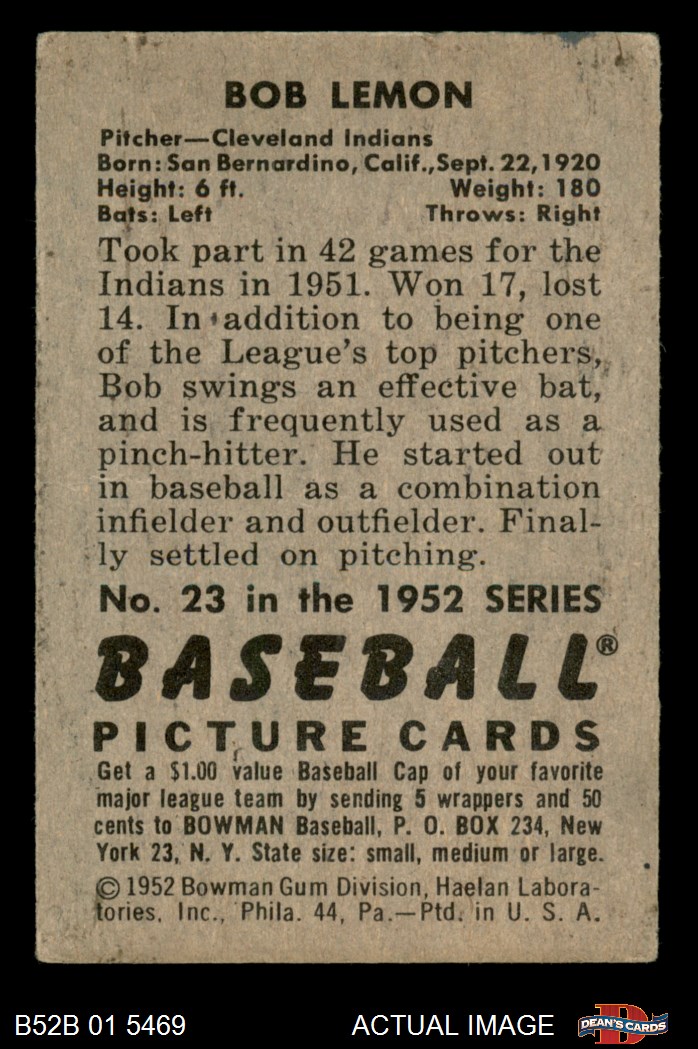 BOB LEMON
Pitcher—Cleveland Indians
Born: San Bernardino, Calif., Sept. 22, 1920
Height: 6 ft. Weight: 180
Bats: Left Throws: Right
Took part in 42 games for the
Indians in 1951. Won 17, lost
14. In addition to being one
of the League's top pitchers,
Bob swings an effective bat,
and is frequently used as a
pinch-hitter. He started out
in baseball as a combination
infielder and outfielder. Final-
ly settled on pitching.
No. 23 in the 1952 SERIES
BASEBALL®
PICTURE CARDS
Get a $1.00 value Baseball Cap of your favorite
major league team by sending 5 wrappers and 50
cents to BOWMAN Baseball, P. O. BOX 234, New
York 23, N. Y. State size: small, medium or large.
© 1952 Bowman Gum Division, Haelan Labora-
tories, Inc., Phila. 44, Pa.—Ptd. in U. S. A.
B52B 01 5469 ACTUAL IMAGE D DEAN'S CARDS